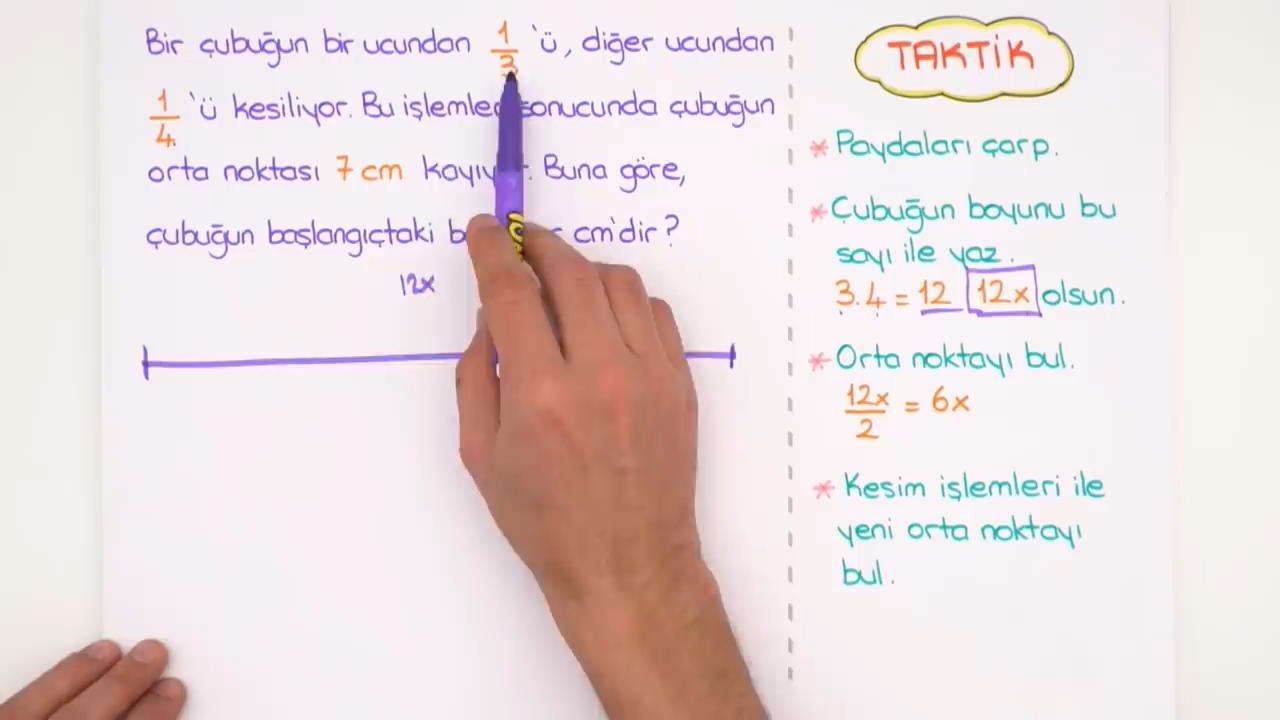 Bir çubuğun bir ucundan 1/3 'ü, diğer ucundan
1/4 'ü kesiliyor. Bu işlemler sonucunda çubuğun
orta noktası 7 cm Buna göre,
çubuğun başlangıçtaki cm'dir ?
12x
TAKTİK
* Paydaları çarp.
* Çubuğun boyunu bu
sayı ile yaz.
3.4 = 12 12x olsun.
* Orta noktayı bul.
12x/2 = 6x
* Kesim işlemleri ile
yeni orta noktayı
bul.